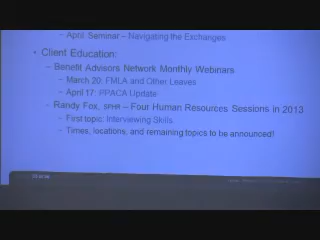 – April Seminar – Navigating the Exchanges
• Client Education:
– Benefit Advisors Network Monthly Webinars
– March 20: FMLA and Other Leaves
– April 17: PPACA Update
– Randy Fox, SPHR – Four Human Resources Sessions in 2013
– First topic: Interviewing Skills
– Times, locations, and remaining topics to be announced!